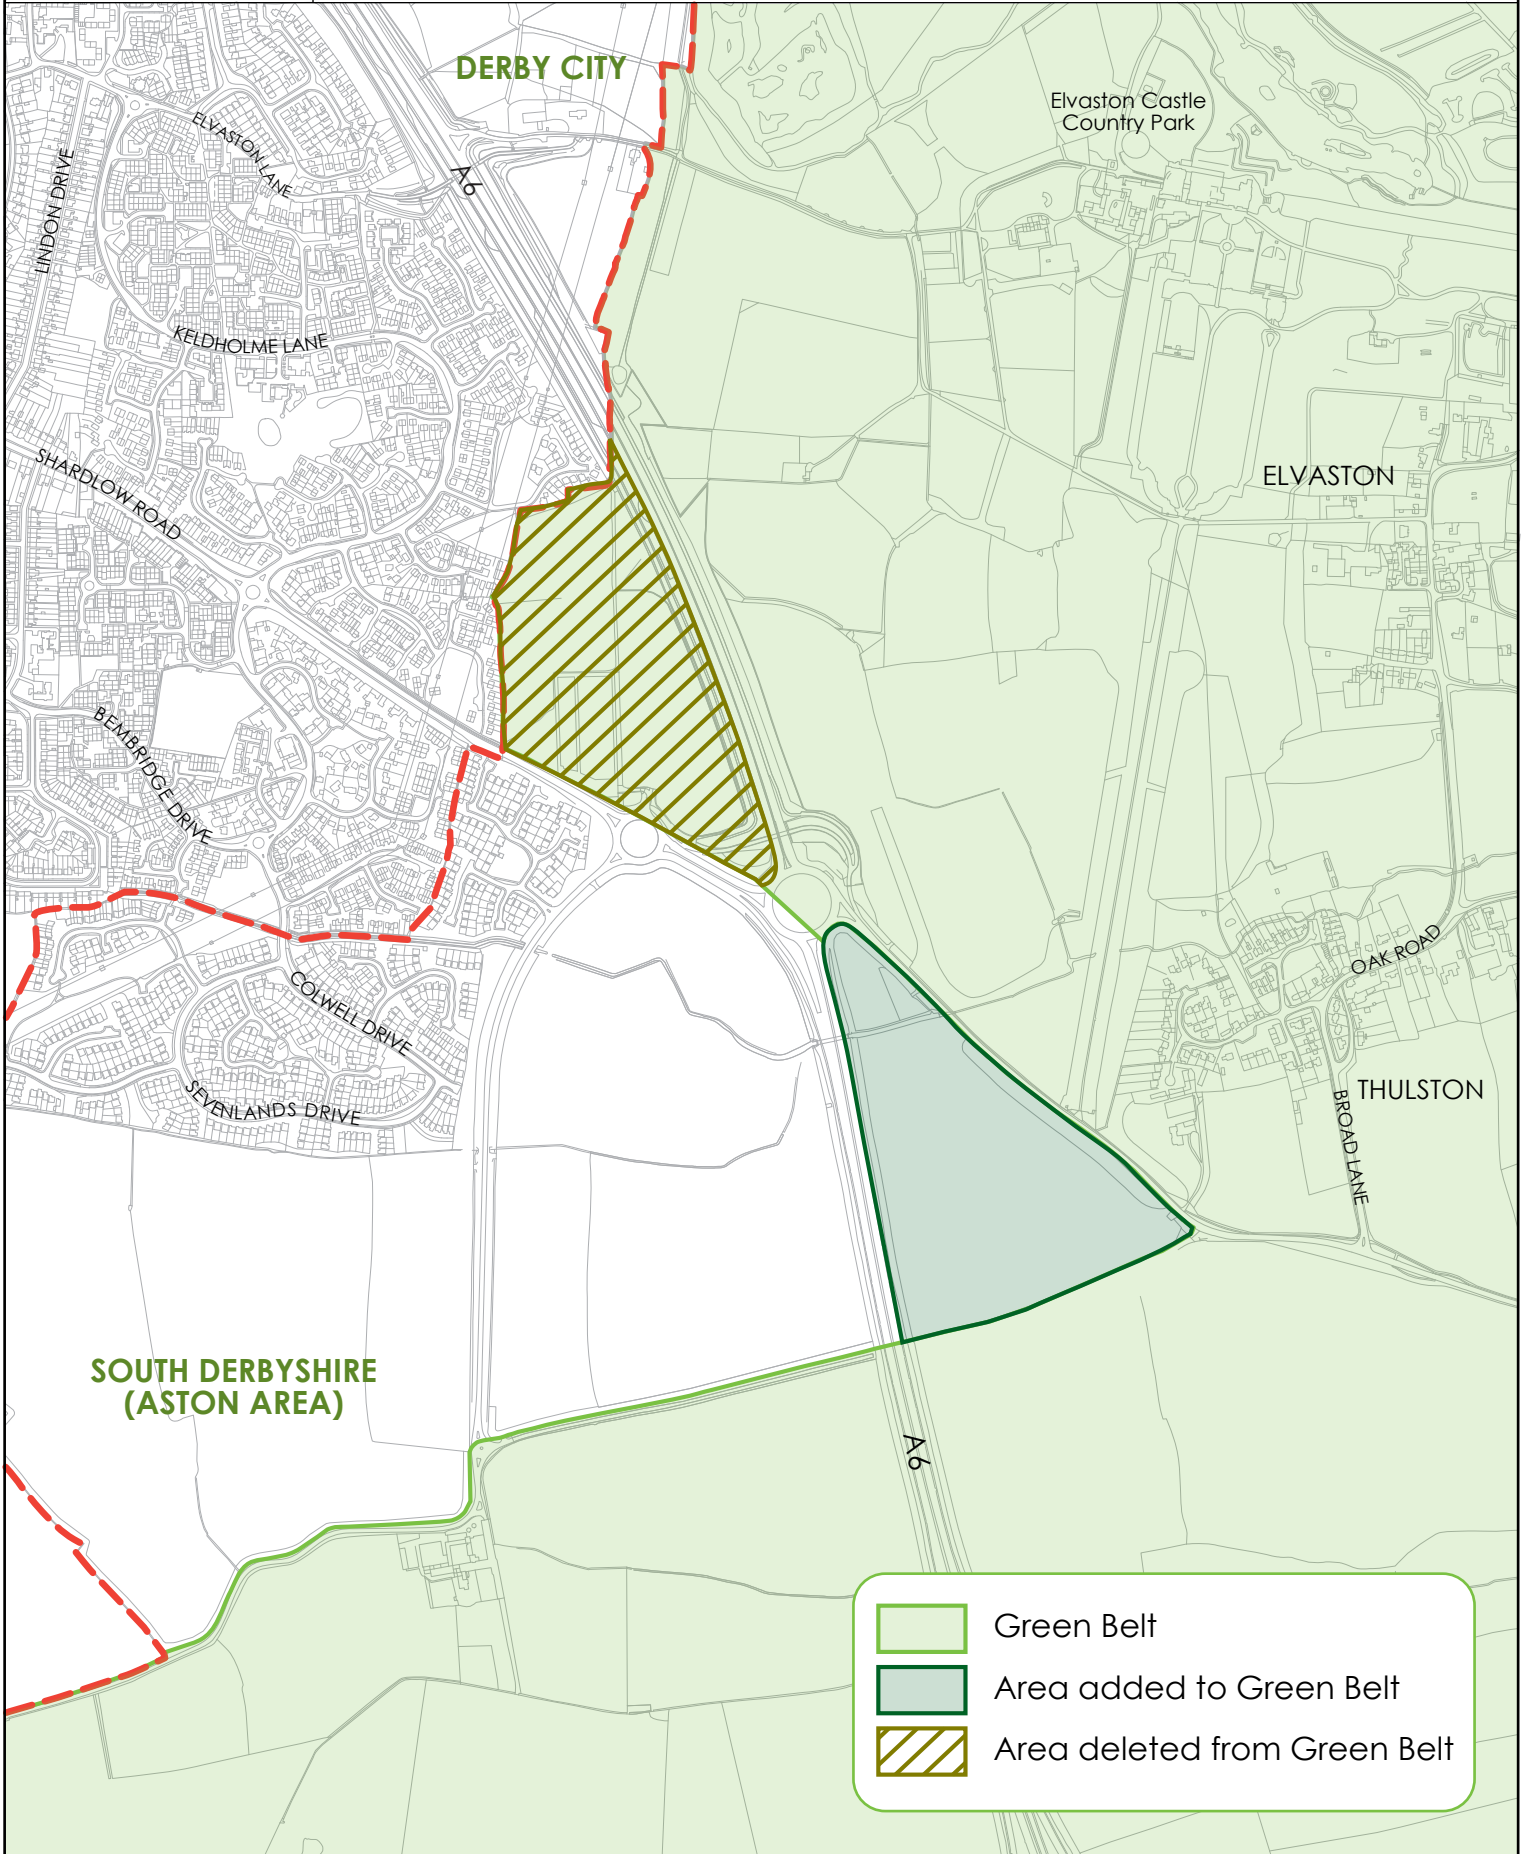 DERBY CITY
Elvaston Castle
Country Park
ELVASTON LANE
A6
LINDON DRIVE
KELDHOLME LANE
SHARDLOW ROAD
ELVASTON
BEMBRIDGE DRIVE
OAK ROAD
COLWELL DRIVE
THULSTON
SEVENLANDS DRIVE
BROAD LANE
SOUTH DERBYSHIRE
(ASTON AREA)
A6
Green Belt
Area added to Green Belt
Area deleted from Green Belt